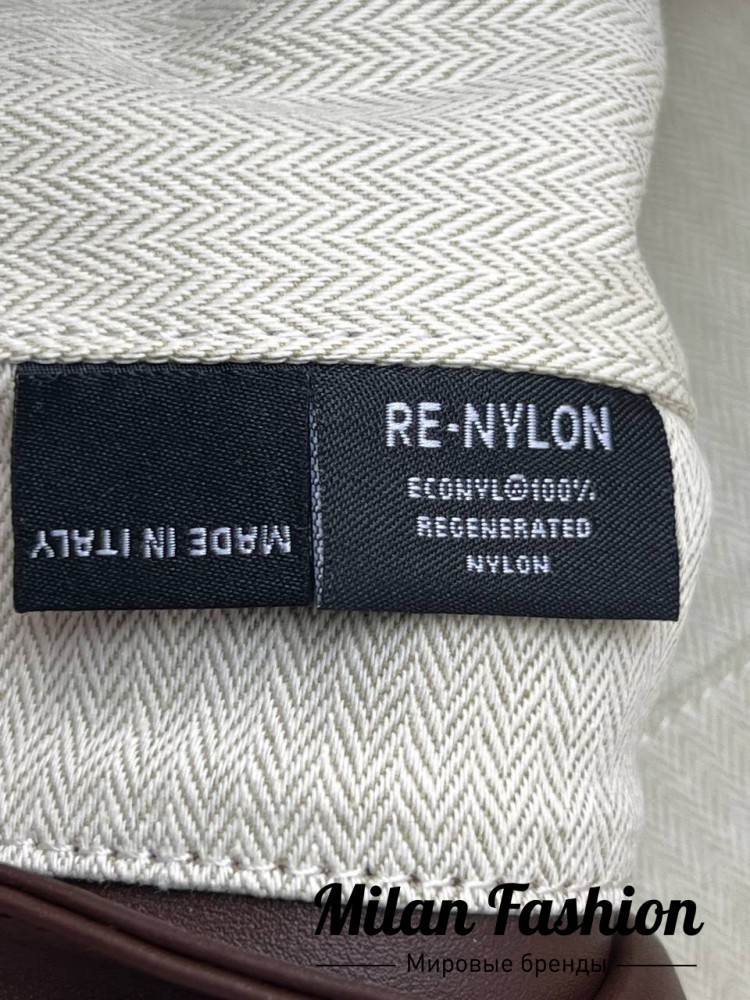 RE-NYLON
ECONYL®100%
REGENERATED
NYLON
MADE IN ITALY
Milan Fashion
Мировые бренды